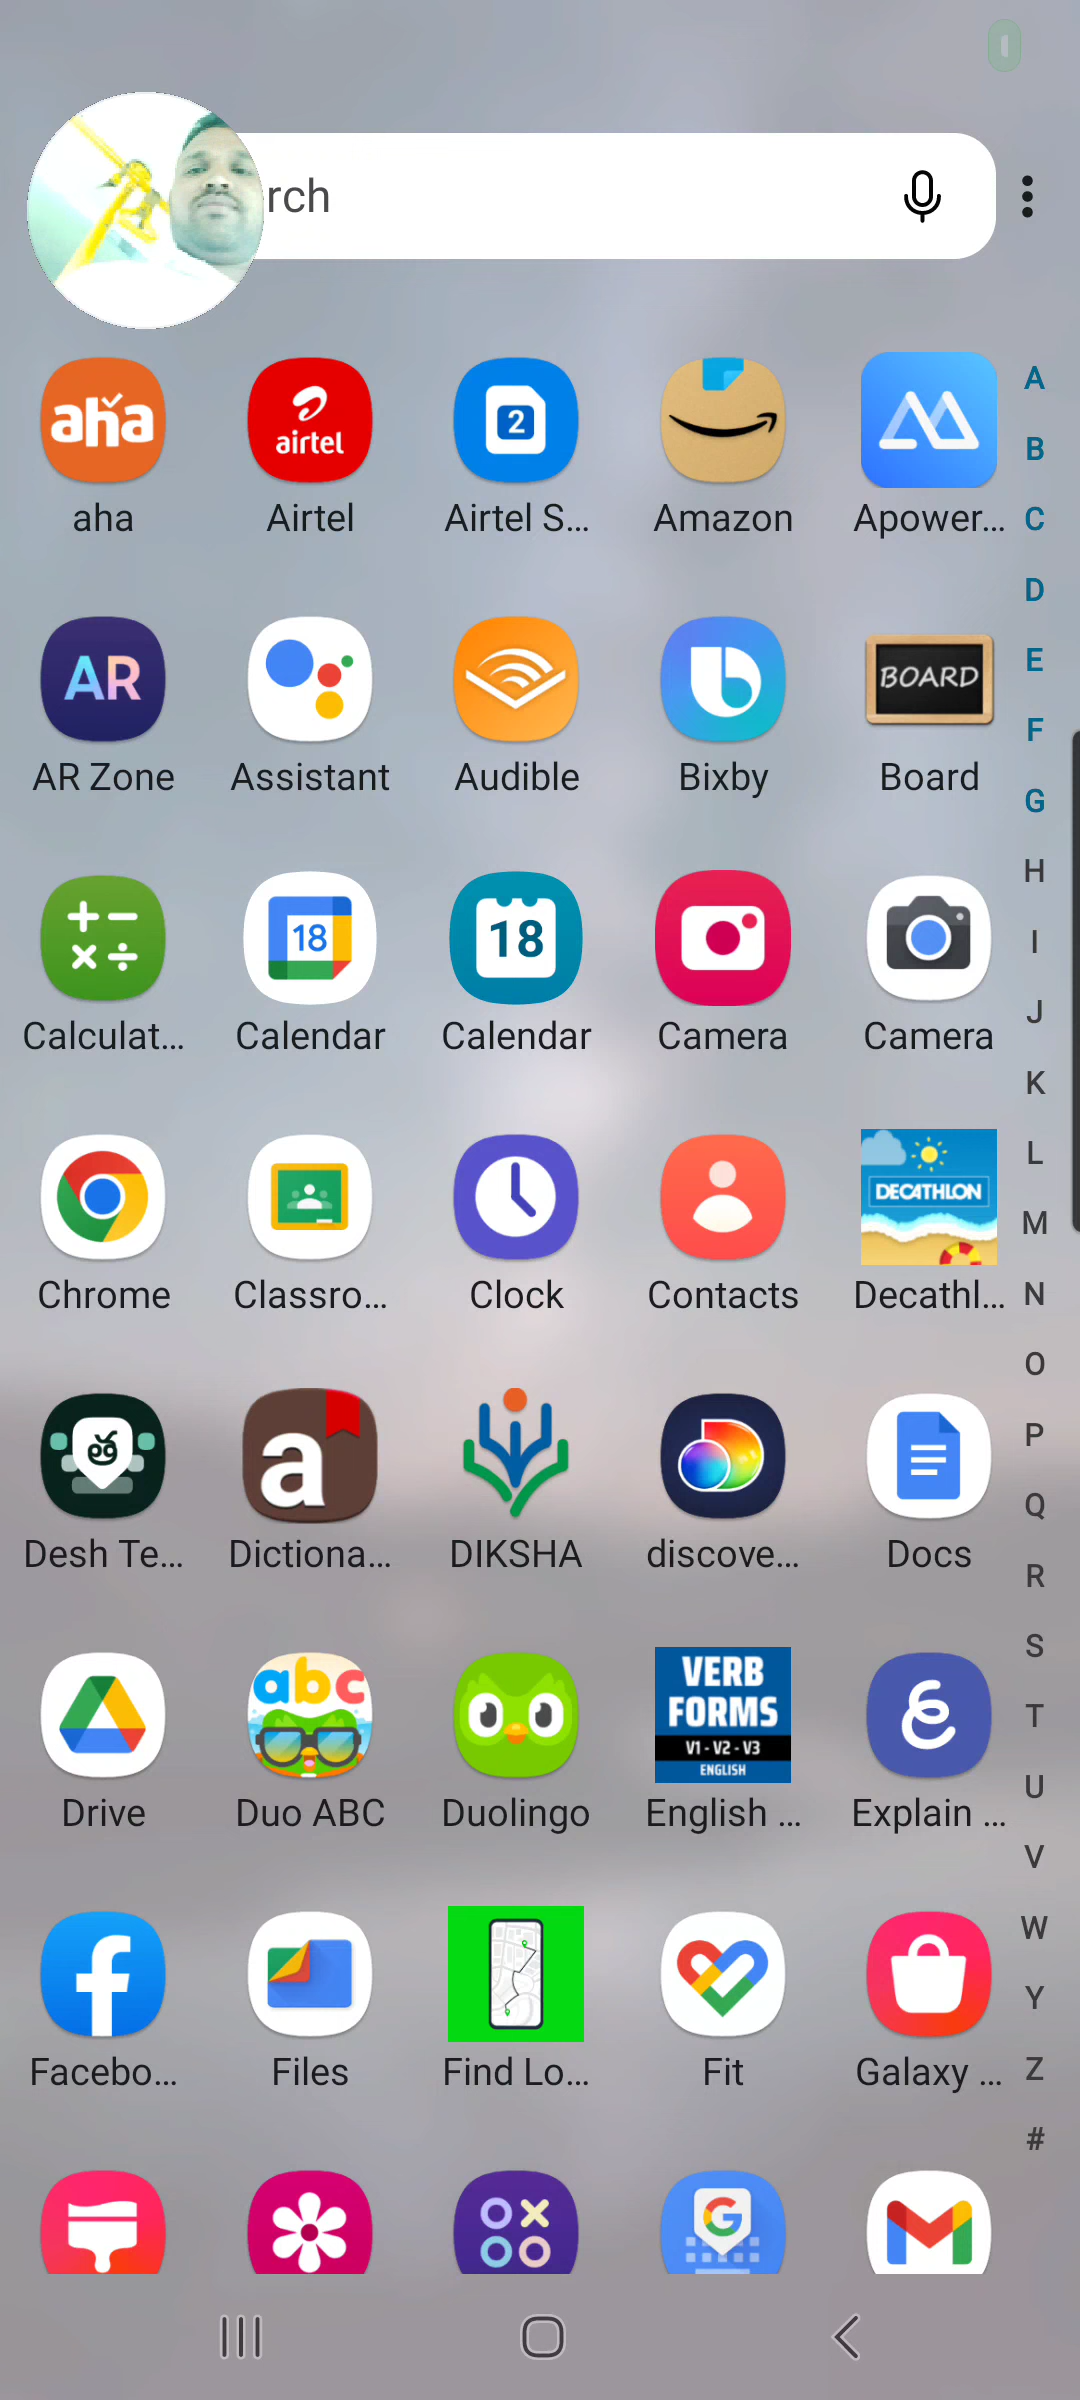 rch
aha
airtel
2
aha
Airtel
Airtel S...
Amazon
Apower...
A
B
C
D
E
F
G
H
I
J
K
L
M
N
O
P
Q
R
S
T
U
V
W
Y
Z
#
AR
BOARD
AR Zone
Assistant
Audible
Bixby
Board
18
18
Calculat...
Calendar
Calendar
Camera
Camera
DECATHLON
Chrome
Classro...
Clock
Contacts
Decathl...
a
Desh Te...
Dictiona...
DIKSHA
discove...
Docs
abc
VERB
FORMS
V1 - V2 - V3
ENGLISH
Drive
Duo ABC
Duolingo
English ...
Explain ...
Facebo...
Files
Find Lo...
Fit
Galaxy ...